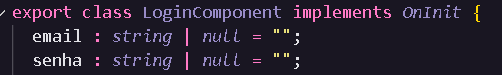 export class LoginComponent implements OnInit {
email : string | null = "";
senha : string | null = "";